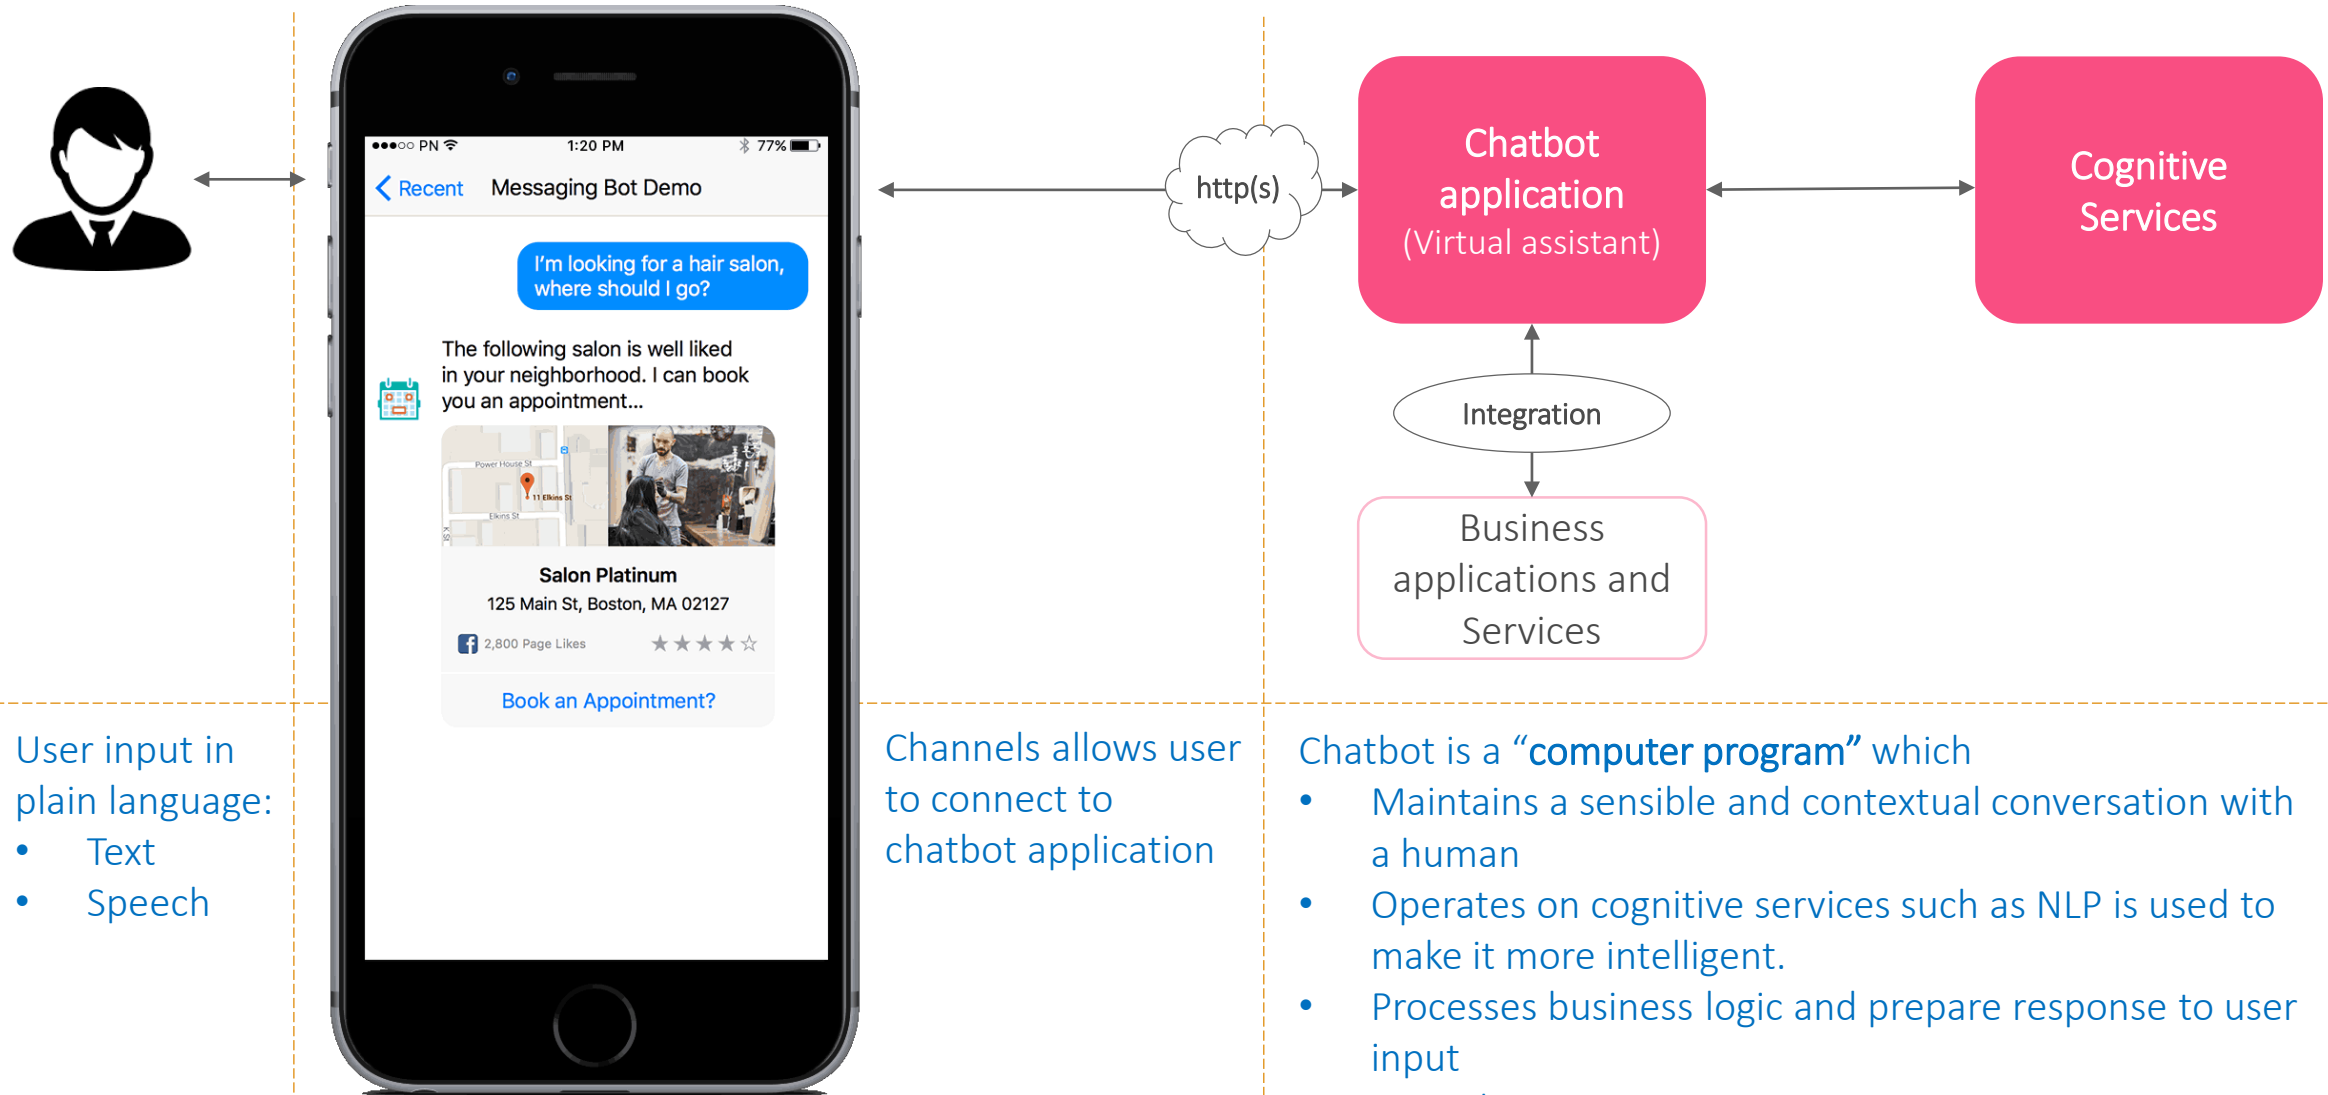 PN
1:20 PM
77%
Recent
Messaging Bot Demo
I'm looking for a hair salon,
where should I go?
The following salon is well liked
in your neighborhood. I can book
you an appointment...
Power House St
11 Elkins St
Elkins St
K St
Salon Platinum
125 Main St, Boston, MA 02127
f
2,800 Page Likes
Book an Appointment?
http(s)
Chatbot
application
(Virtual assistant)
Cognitive
Services
Integration
Business
applications and
Services
User input in
plain language:
• Text
• Speech
Channels allows user
to connect to
chatbot application
Chatbot is a “computer program” which
• Maintains a sensible and contextual conversation with
a human
• Operates on cognitive services such as NLP is used to
make it more intelligent.
• Processes business logic and prepare response to user
input